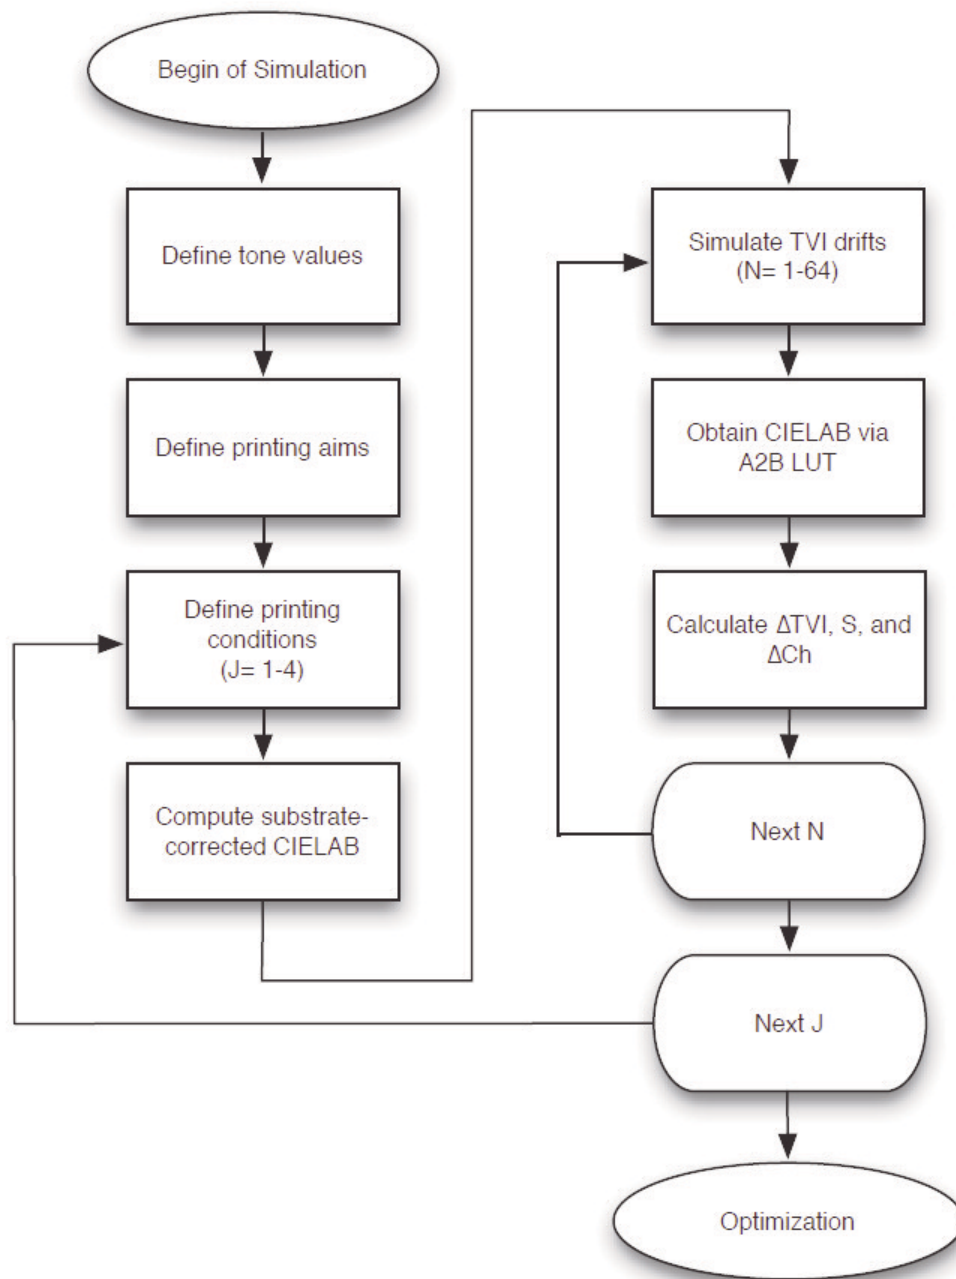 Begin of Simulation
Define tone values
Define printing aims
Define printing
conditions
(J= 1-4)
Compute substrate-
corrected CIELAB
Simulate TVI drifts
(N= 1-64)
Obtain CIELAB via
A2B LUT
Calculate ΔTVI, S, and
ΔCh
Next N
Next J
Optimization